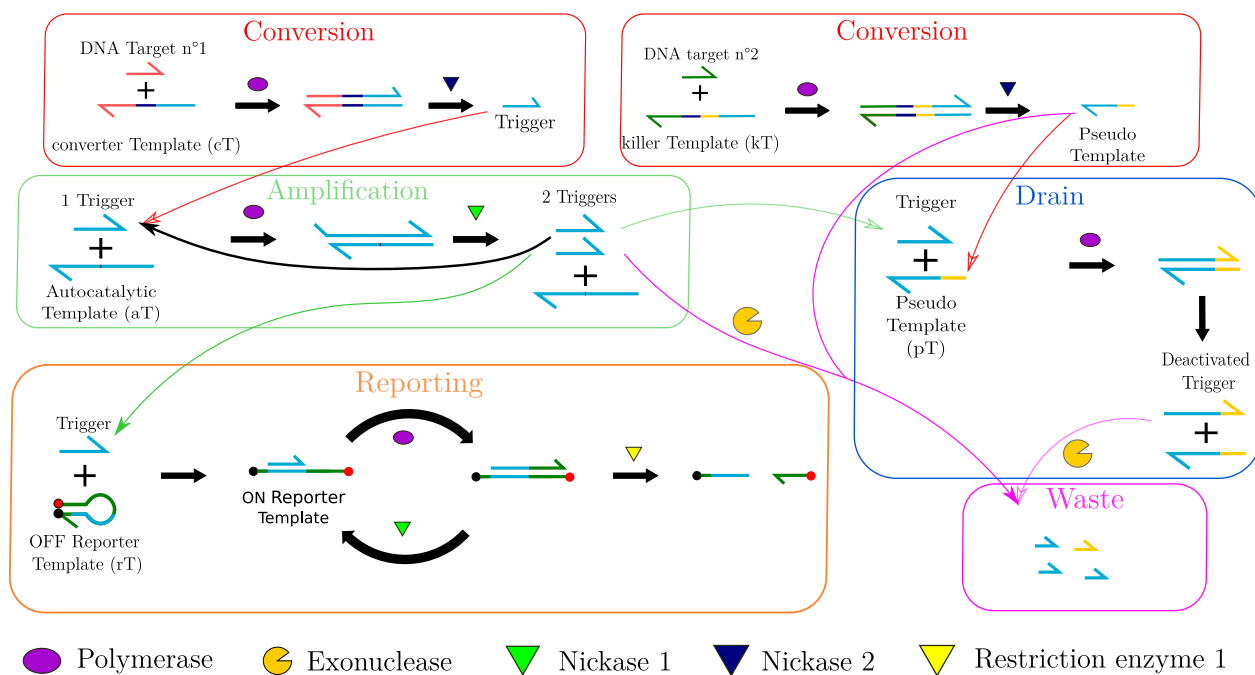 Conversion
DNA Target n°1
converter Template (cT)
Trigger
Conversion
DNA target n°2
killer Template (kT)
Pseudo
Template
Amplification
1 Trigger
Autocatalytic
Template (aT)
2 Triggers
Drain
Trigger
Pseudo
Template
(pT)
Deactivated
Trigger
Reporting
Trigger
OFF Reporter
Template (rT)
ON Reporter
Template
Waste
Polymerase
Exonuclease
Nickase 1
Nickase 2
Restriction enzyme 1